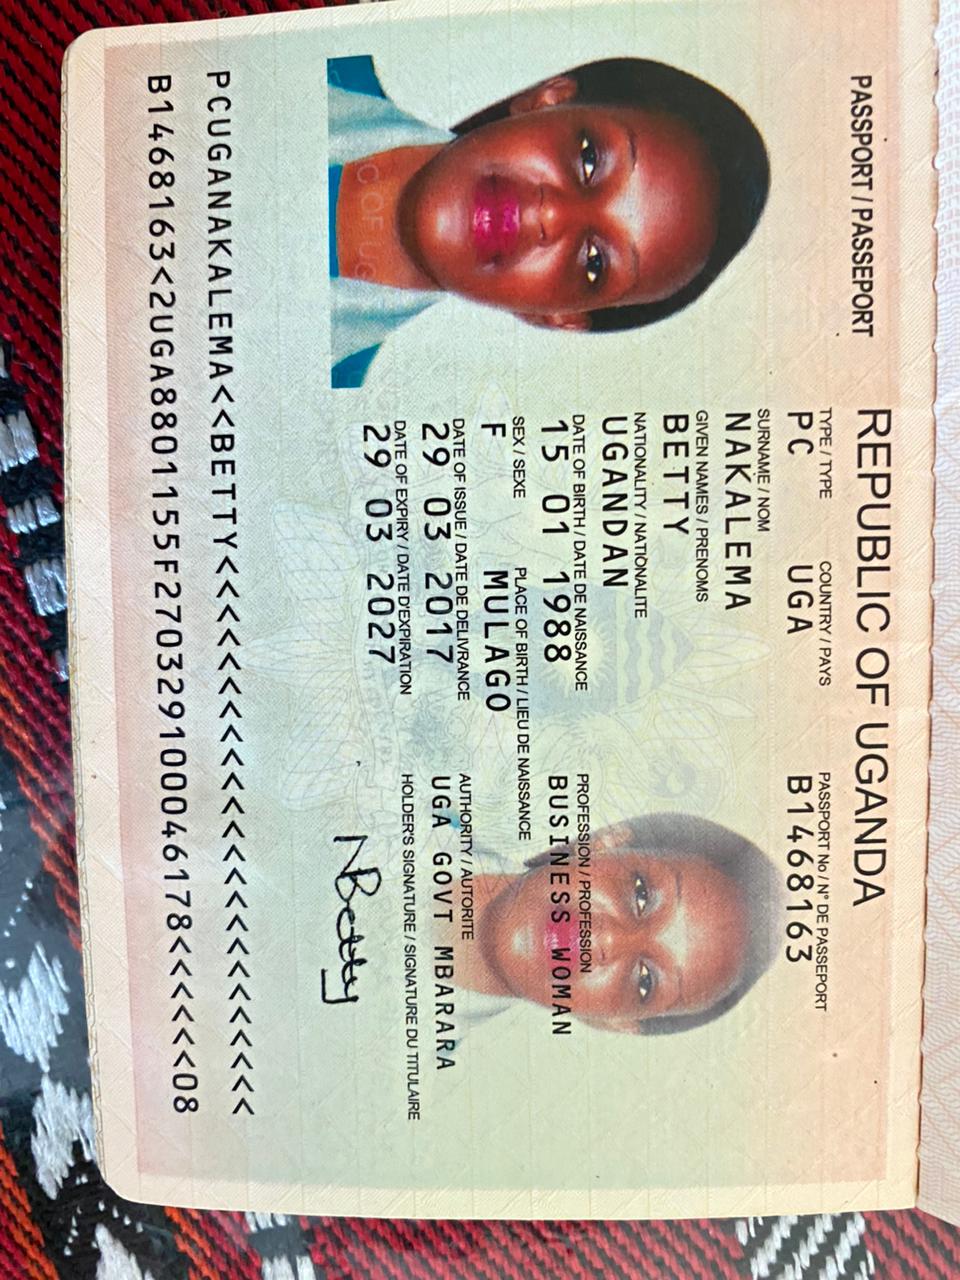 PASSPORT / PASSEPORT
REPUBLIC OF UGANDA
TYPE / TYPE COUNTRY / PAYS PASSPORT No / N° DE PASSEPORT
PC UGA B1468163
SURNAME / NOM
NAKALEMA
GIVEN NAMES / PRENOMS
BETTY
NATIONALITY / NATIONALITE
UGANDAN
DATE OF BIRTH / DATE DE NAISSANCE PROFESSION / PROFESSION
15 01 1988 BUSINESS WOMAN
SEX / SEXE PLACE OF BIRTH / LIEU DE NAISSANCE
F MULAGO
DATE OF ISSUE / DATE DE DELIVRANCE AUTHORITY / AUTORITE
29 03 2017 UGA GOVT MBARARA
DATE OF EXPIRY / DATE D'EXPIRATION HOLDER'S SIGNATURE / SIGNATURE DU TITULAIRE
29 03 2027
NBetty
PCUGANAKALEMA<<BETTY<<<<<<<<<<<<<<<<<<<<<<<<
B1468163<2UGA8801155F270329100046178<<<<<<08